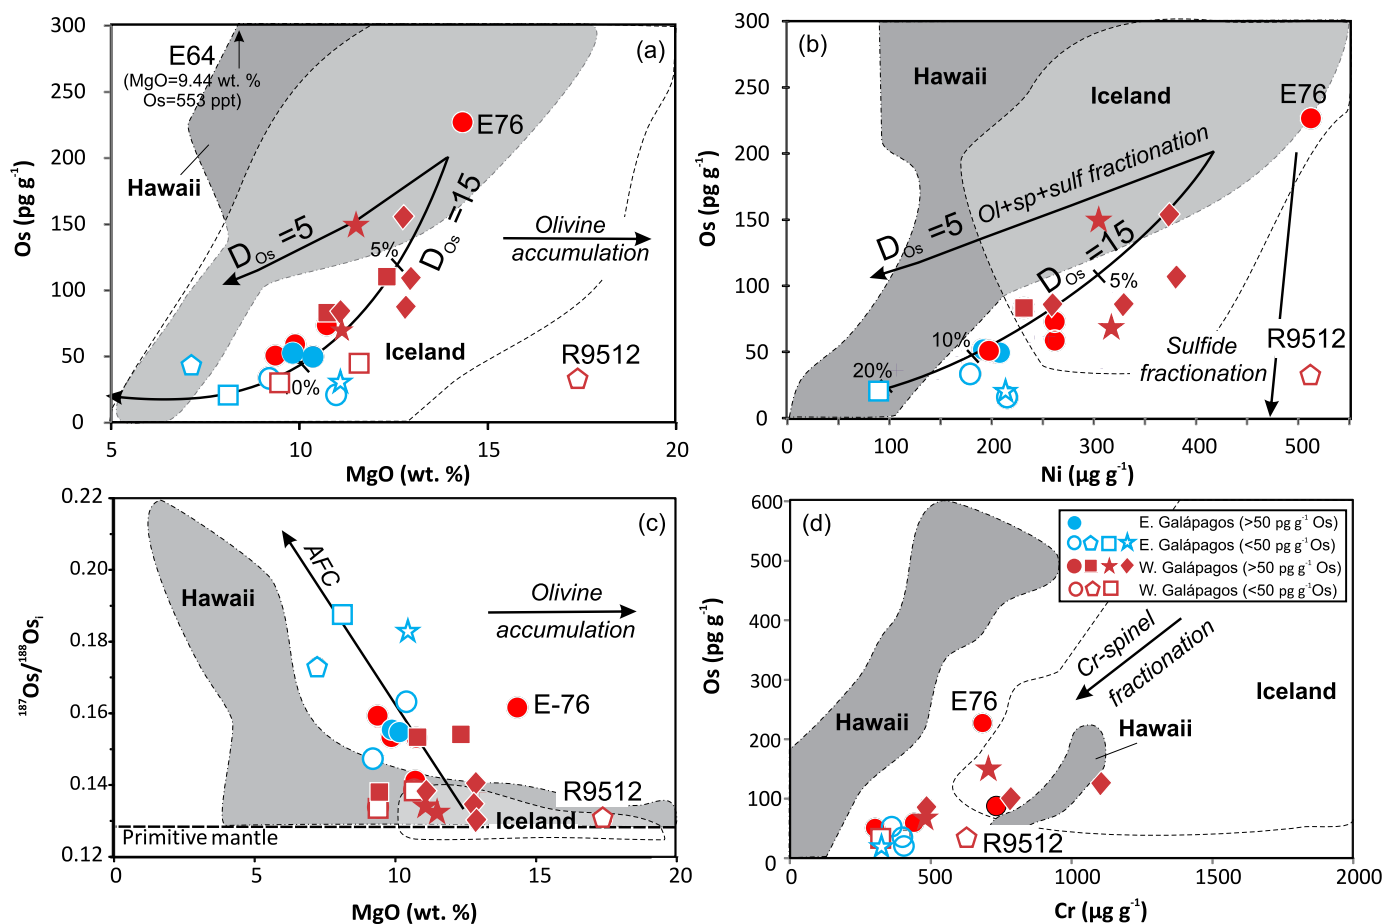 (a)
300
250
200
150
100
50
0
Os (pg g⁻¹)
E64
(MgO=9.44 wt. %
Os=553 ppt)
Hawaii
E76
D Os =5
D Os =15
5%
0%
Olivine
accumulation
Iceland
R9512
5
10
15
20
MgO (wt. %)
(b)
300
250
200
150
100
50
0
Os (pg g⁻¹)
Hawaii
Iceland
E76
Ol+sp+sulf fractionation
D Os =5
D Os =15
5%
10%
20%
Sulfide
fractionation
R9512
0
100
200
300
400
500
Ni (µg g⁻¹)
(c)
0.22
0.20
0.18
0.16
0.14
0.12
¹⁸⁷Os/¹⁸⁸Osᵢ
AFC
Hawaii
Olivine
accumulation
E-76
R9512
Iceland
Primitive mantle
0
5
10
15
20
MgO (wt. %)
(d)
600
500
400
300
200
100
0
Os (pg g⁻¹)
E. Galápagos (>50 pg g⁻¹ Os)
E. Galápagos (<50 pg g⁻¹ Os)
W. Galápagos (>50 pg g⁻¹ Os)
W. Galápagos (<50 pg g⁻¹Os)
Cr-spinel
fractionation
E76
Hawaii
Iceland
Hawaii
R9512
0
500
1000
1500
2000
Cr (µg g⁻¹)